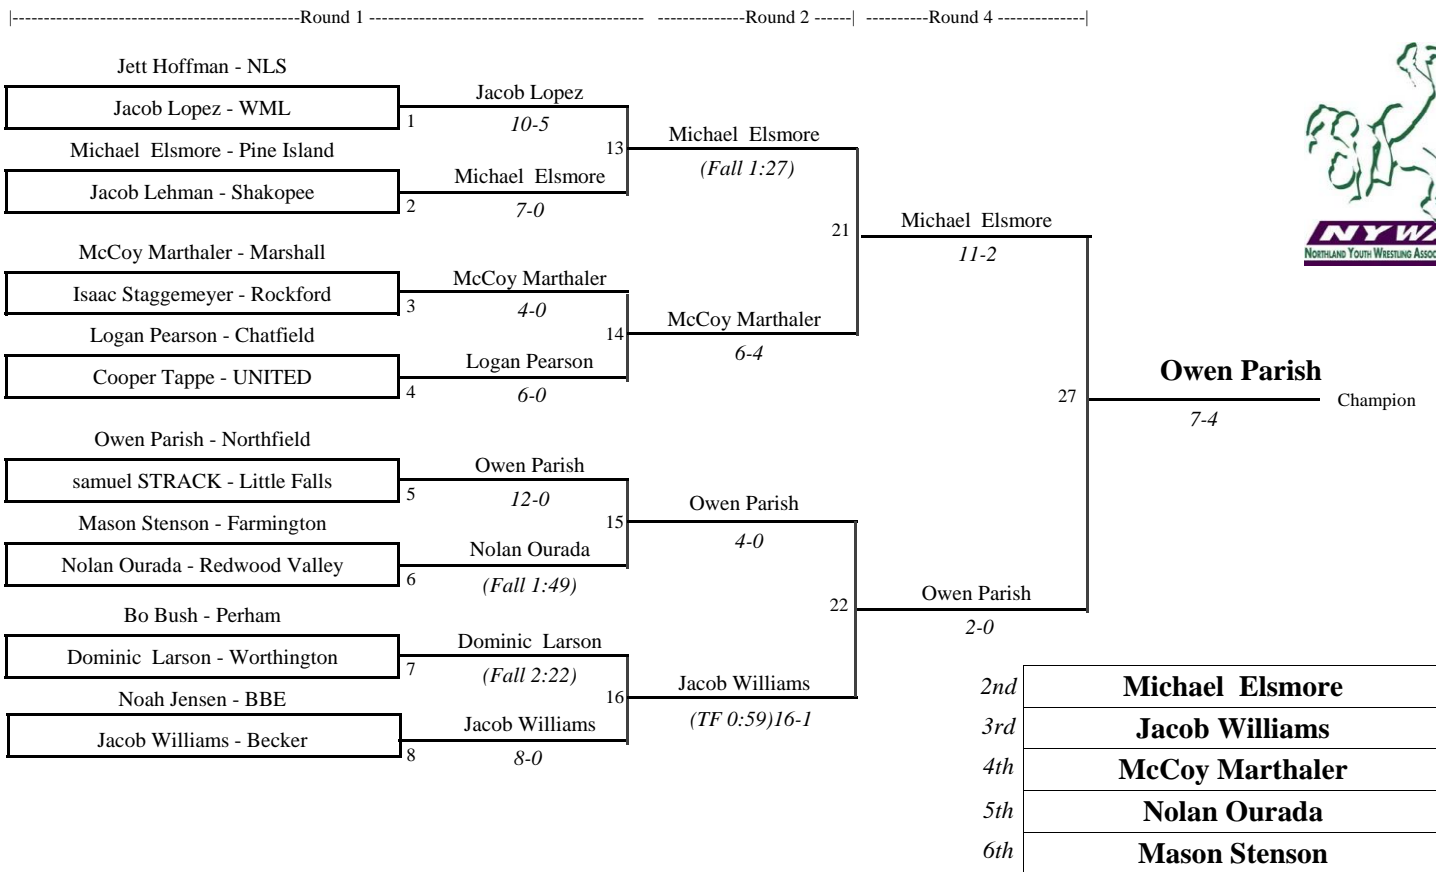 |--------------------------------------------Round 1 ------------------------------------------ -------------Round 2 ------| ----------Round 4 --------------|
Jett Hoffman - NLS
Jacob Lopez - WML
1
Jacob Lopez
10-5
Michael Elsmore - Pine Island
Jacob Lehman - Shakopee
2
Michael Elsmore
7-0
13
Michael Elsmore
(Fall 1:27)
McCoy Marthaler - Marshall
Isaac Staggemeyer - Rockford
3
McCoy Marthaler
4-0
Logan Pearson - Chatfield
Cooper Tappe - UNITED
4
Logan Pearson
6-0
14
McCoy Marthaler
6-4
21
Michael Elsmore
11-2
Owen Parish - Northfield
samuel STRACK - Little Falls
5
Owen Parish
12-0
Mason Stenson - Farmington
Nolan Ourada - Redwood Valley
6
Nolan Ourada
(Fall 1:49)
15
Owen Parish
4-0
Bo Bush - Perham
Dominic Larson - Worthington
7
Dominic Larson
(Fall 2:22)
Noah Jensen - BBE
Jacob Williams - Becker
8
Jacob Williams
8-0
16
Jacob Williams
(TF 0:59)16-1
22
Owen Parish
2-0
27
Owen Parish
7-4
Champion
NYW
NORTHLAND YOUTH WRESTLING
2nd Michael Elsmore
3rd Jacob Williams
4th McCoy Marthaler
5th Nolan Ourada
6th Mason Stenson